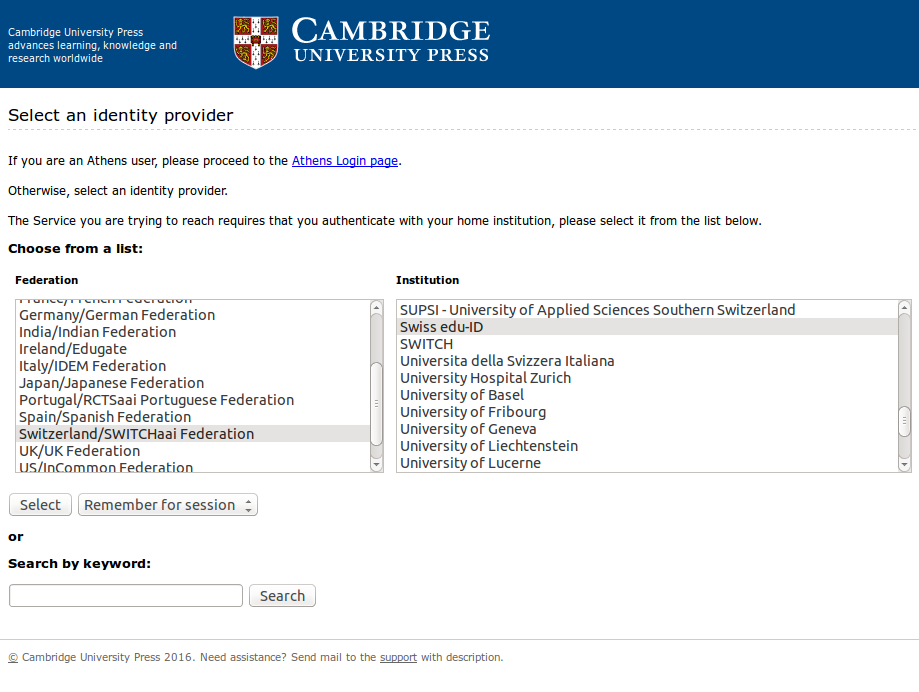 Cambridge University Press
advances learning, knowledge and
research worldwide
CAMBRIDGE
UNIVERSITY PRESS
Select an identity provider
If you are an Athens user, please proceed to the Athens Login page.
Otherwise, select an identity provider.
The Service you are trying to reach requires that you authenticate with your home institution, please select it from the list below.
Choose from a list:
Federation
France/French Federation
Germany/German Federation
India/Indian Federation
Ireland/Edugate
Italy/IDEM Federation
Japan/Japanese Federation
Portugal/RCTSaai Portuguese Federation
Spain/Spanish Federation
Switzerland/SWITCHaai Federation
UK/UK Federation
US/InCommon Federation
Institution
SUPSI - University of Applied Sciences Southern Switzerland
Swiss edu-ID
SWITCH
Universita della Svizzera Italiana
University Hospital Zurich
University of Basel
University of Fribourg
University of Geneva
University of Liechtenstein
University of Lucerne
Select
Remember for session
or
Search by keyword:
Search
© Cambridge University Press 2016. Need assistance? Send mail to the support with description.